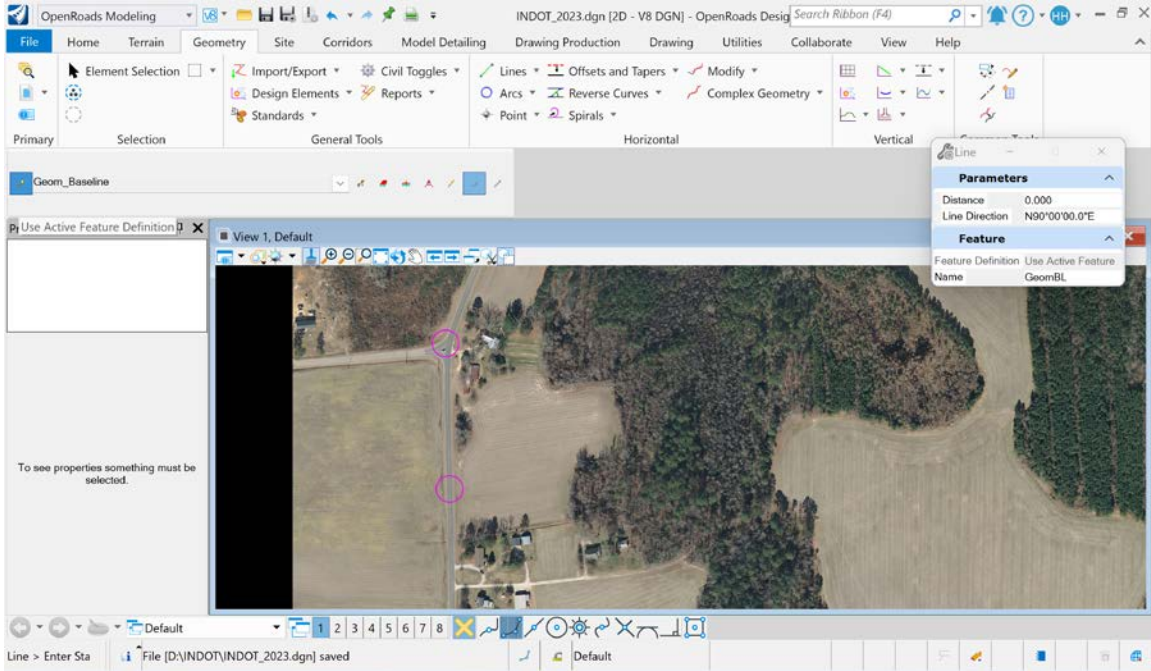 OpenRoads Modeling INDOT_2023.dgn [2D - V8 DGN] - OpenRoads Desig Search Ribbon (F4) HH
File Home Terrain Geometry Site Corridors Model Detailing Drawing Production Drawing Utilities Collaborate View Help
Element Selection Import/Export Civil Toggles Lines Offsets and Tapers Modify
Design Elements Reports Arcs Reverse Curves Complex Geometry
Standards Point Spirals
Primary Selection General Tools Horizontal Vertical Common Tools
Line
Geom_Baseline
Parameters
Distance 0.000
Line Direction N90°00'00.0"E
Feature
Feature Definition Use Active Feature
Name GeomBL
Use Active Feature Definition
View 1, Default
To see properties something must be
selected.
Default 1 2 3 4 5 6 7 8
Line > Enter Sta File [D:\INDOT\INDOT_2023.dgn] saved Default